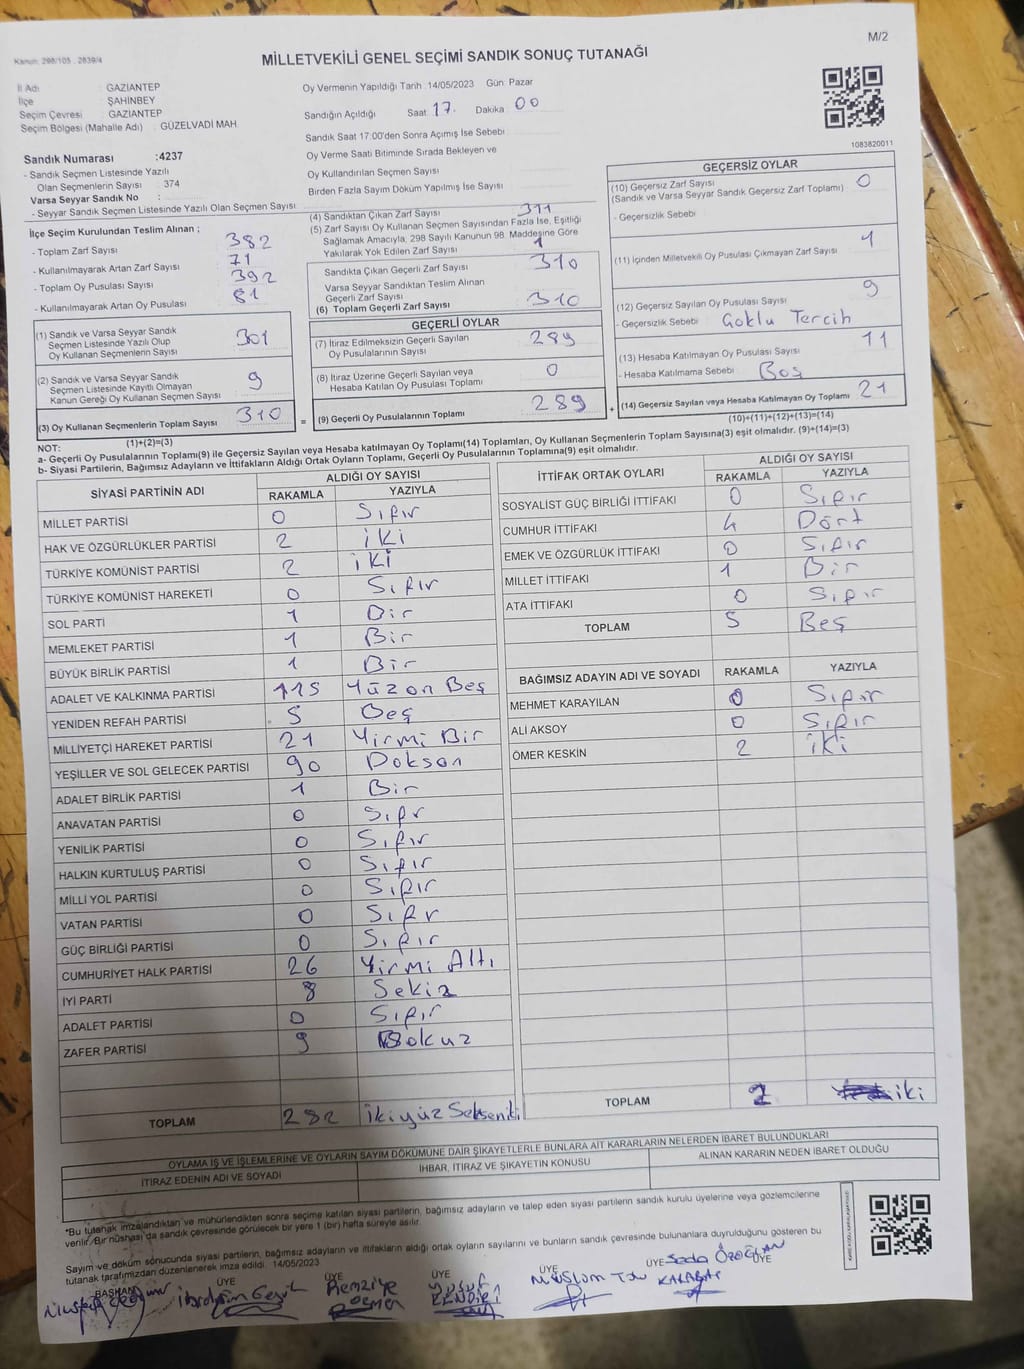 M/2
Kanun: 298/105 , 2839/4
MİLLETVEKİLİ GENEL SEÇİMİ SANDIK SONUÇ TUTANAĞI
İl Adı : GAZİANTEP
İlçe : ŞAHİNBEY
Seçim Çevresi : GAZİANTEP
Seçim Bölgesi (Mahalle Adı) : GÜZELVADİ MAH.
Sandık Numarası :4237
- Sandık Seçmen Listesinde Yazılı
Olan Seçmenlerin Sayısı : 374
Varsa Seyyar Sandık No :
- Seyyar Sandık Seçmen Listesinde Yazılı Olan Seçmen Sayısı
Oy Vermenin Yapıldığı Tarih :14/05/2023 Gün: Pazar
Sandığın Açıldığı Saat 17. Dakika 00
Sandık Saat 17:00'den Sonra Açılmış İse Sebebi
Oy Verme Saati Bitiminde Sırada Bekleyen ve
Oy Kullandırılan Seçmen Sayısı
Birden Fazla Sayım Döküm Yapılmış İse Sayısı
1083820011
İlçe Seçim Kurulundan Teslim Alınan ;
- Toplam Zarf Sayısı 382
- Kullanılmayarak Artan Zarf Sayısı 71
- Toplam Oy Pusulası Sayısı 392
- Kullanılmayarak Artan Oy Pusulası 81
(1) Sandık ve Varsa Seyyar Sandık
Seçmen Listesinde Yazılı Olup
Oy Kullanan Seçmenlerin Sayısı 301
(2) Sandık ve Varsa Seyyar Sandık
Seçmen Listesinde Kayıtlı Olmayan
Kanun Gereği Oy Kullanan Seçmen Sayısı 9
(3) Oy Kullanan Seçmenlerin Toplam Sayısı 310
(1)+(2)=(3)
(4) Sandıktan Çıkan Zarf Sayısı 311
(5) Zarf Sayısı Oy Kullanan Seçmen Sayısından Fazla İse, Eşitliği
Sağlamak Amacıyla; 298 Sayılı Kanunun 98. Maddesine Göre
Yakılarak Yok Edilen Zarf Sayısı 1
Sandıkta Çıkan Geçerli Zarf Sayısı 310
Varsa Seyyar Sandıktan Teslim Alınan
Geçerli Zarf Sayısı
(6) Toplam Geçerli Zarf Sayısı 310
GEÇERLİ OYLAR
(7) İtiraz Edilmeksizin Geçerli Sayılan
Oy Pusulalarının Sayısı 289
(8) İtiraz Üzerine Geçerli Sayılan veya
Hesaba Katılan Oy Pusulası Toplamı 0
= (9) Geçerli Oy Pusulalarının Toplamı 289 +
GEÇERSİZ OYLAR
(10) Geçersiz Zarf Sayısı
(Sandık ve Varsa Seyyar Sandık Geçersiz Zarf Toplamı) 0
- Geçersizlik Sebebi
(11) İçinden Milletvekili Oy Pusulası Çıkmayan Zarf Sayısı 1
(12) Geçersiz Sayılan Oy Pusulası Sayısı 9
- Geçersizlik Sebebi Çoklu Tercih
(13) Hesaba Katılmayan Oy Pusulası Sayısı 11
- Hesaba Katılmama Sebebi Boş
(14) Geçersiz Sayılan veya Hesaba Katılmayan Oy Toplamı 21
(10)+(11)+(12)+(13)=(14)
NOT:
a- Geçerli Oy Pusulalarının Toplamı(9) ile Geçersiz Sayılan veya Hesaba katılmayan Oy Toplamı(14) Toplamları, Oy Kullanan Seçmenlerin Toplam Sayısına(3) eşit olmalıdır. (9)+(14)=(3)
b- Siyasi Partilerin, Bağımsız Adayların ve İttifakların Aldığı Ortak Oyların Toplamı, Geçerli Oy Pusulalarının Toplamına(9) eşit olmalıdır.
SİYASİ PARTİNİN ADI ALDIĞI OY SAYISI
RAKAMLA YAZIYLA
MİLLET PARTİSİ 0 Sıfır
HAK VE ÖZGÜRLÜKLER PARTİSİ 2 iki
TÜRKİYE KOMÜNİST PARTİSİ 2 iki
TÜRKİYE KOMÜNİST HAREKETİ 0 Sıfır
SOL PARTİ 1 Bir
MEMLEKET PARTİSİ 1 Bir
BÜYÜK BİRLİK PARTİSİ 1 Bir
ADALET VE KALKINMA PARTİSİ 115 Yüzon Beş
YENİDEN REFAH PARTİSİ 5 Beş
MİLLİYETÇİ HAREKET PARTİSİ 21 Yirmi Bir
YEŞİLLER VE SOL GELECEK PARTİSİ 90 Doksan
ADALET BİRLİK PARTİSİ 1 Bir
ANAVATAN PARTİSİ 0 Sıfr
YENİLİK PARTİSİ 0 Sıfır
HALKIN KURTULUŞ PARTİSİ 0 Sıfır
MİLLİ YOL PARTİSİ 0 Sıfır
VATAN PARTİSİ 0 Sıfr
GÜÇ BİRLİĞİ PARTİSİ 0 Sıfır
CUMHURİYET HALK PARTİSİ 26 Yirmi Altı
İYİ PARTİ 8 Sekiz
ADALET PARTİSİ 0 Sıfır
ZAFER PARTİSİ 9 Dokuz
TOPLAM 282 ikiyüz Sekseniki
İTTİFAK ORTAK OYLARI ALDIĞI OY SAYISI
RAKAMLA YAZIYLA
SOSYALİST GÜÇ BİRLİĞİ İTTİFAKI 0 Sıfır
CUMHUR İTTİFAKI 4 Dört
EMEK VE ÖZGÜRLÜK İTTİFAKI 0 Sıfır
MİLLET İTTİFAKI 1 Bir
ATA İTTİFAKI 0 Sıfır
TOPLAM 5 Beş
BAĞIMSIZ ADAYIN ADI VE SOYADI RAKAMLA YAZIYLA
MEHMET KARAYILAN 0 Sıfır
ALİ AKSOY 0 Sıfır
ÖMER KESKİN 2 iki
TOPLAM 2 iki
OYLAMA İŞ VE İŞLEMLERİNE VE OYLARIN SAYIM DÖKÜMÜNE DAİR ŞİKAYETLERLE BUNLARA AİT KARARLARIN NELERDEN İBARET BULUNDUKLARI
İTİRAZ EDENİN ADI VE SOYADI İHBAR, İTİRAZ VE ŞİKAYETİN KONUSU ALINAN KARARIN NEDEN İBARET OLDUĞU
*Bu tutanak imzalandıktan ve mühürlendikten sonra seçime katılan siyasi partilerin, bağımsız adayların ve talep eden siyasi partilerin sandık kurulu üyelerine veya gözlemcilerine
verilir. Bir nüshası da sandık çevresinde görülecek bir yere 1 (bir) hafta süreyle asılır.
Sayım ve döküm sonucunda siyasi partilerin, bağımsız adayların ve ittifakların aldığı ortak oyların sayılarını ve bunların sandık çevresinde bulunanlara duyrulduğunu gösteren bu
tutanak tarafımızdan düzenlenerek imza edildi. 14/05/2023
BAŞKAN ÜYE ÜYE ÜYE ÜYE ÜYE ÜYE
Remziye Yusuf Müslüm Seda ÖZOĞLAN